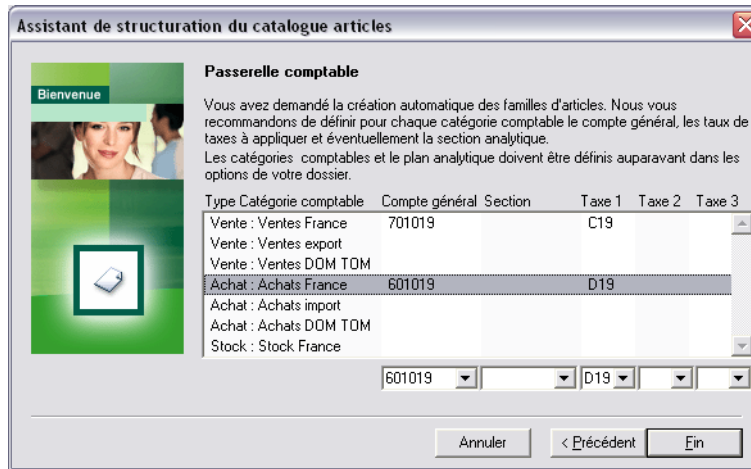 Assistant de structuration du catalogue articles
Bienvenue
Passerelle comptable
Vous avez demandé la création automatique des familles d'articles. Nous vous
recommandons de définir pour chaque catégorie comptable le compte général, les taux de
taxes à appliquer et éventuellement la section analytique.
Les catégories comptables et le plan analytique doivent être définis auparavant dans les
options de votre dossier.
Type Catégorie comptable Compte général Section Taxe 1 Taxe 2 Taxe 3
Vente : Ventes France 701019 C19
Vente : Ventes export
Vente : Ventes DOM TOM
Achat : Achats France 601019 D19
Achat : Achats import
Achat : Achats DOM TOM
Stock : Stock France
601019 D19
Annuler < Précédent Fin